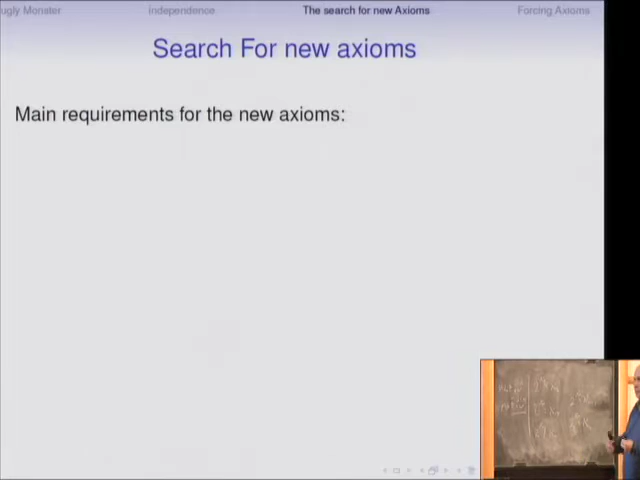 ugly Monster
independence
The search for new Axioms
Forcing Axioms
Search For new axioms
Main requirements for the new axioms: